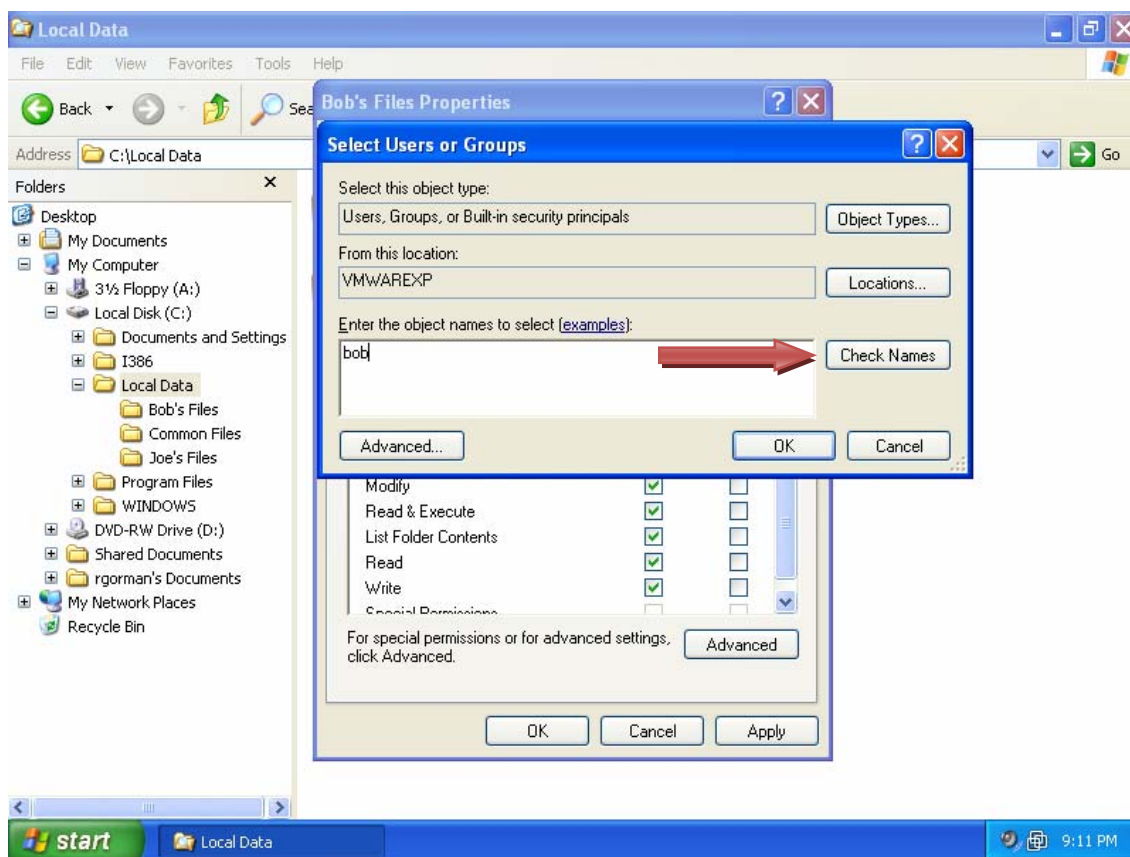 Local Data
File Edit View Favorites Tools Help
Back
Bob's Files Properties
Select Users or Groups
Address C:\Local Data
Go
Folders
Desktop
My Documents
My Computer
3½ Floppy (A:)
Local Disk (C:)
Documents and Settings
I386
Local Data
Bob's Files
Common Files
Joe's Files
Program Files
WINDOWS
DVD-RW Drive (D:)
Shared Documents
rgorman's Documents
My Network Places
Recycle Bin
Select this object type:
Users, Groups, or Built-in security principals
Object Types...
From this location:
VMWAREXP
Locations...
Enter the object names to select (examples):
bob
Check Names
Advanced...
OK
Cancel
Modify
Read & Execute
List Folder Contents
Read
Write
Special Permissions
For special permissions or for advanced settings,
click Advanced.
Advanced
OK
Cancel
Apply
start
Local Data
9:11 PM